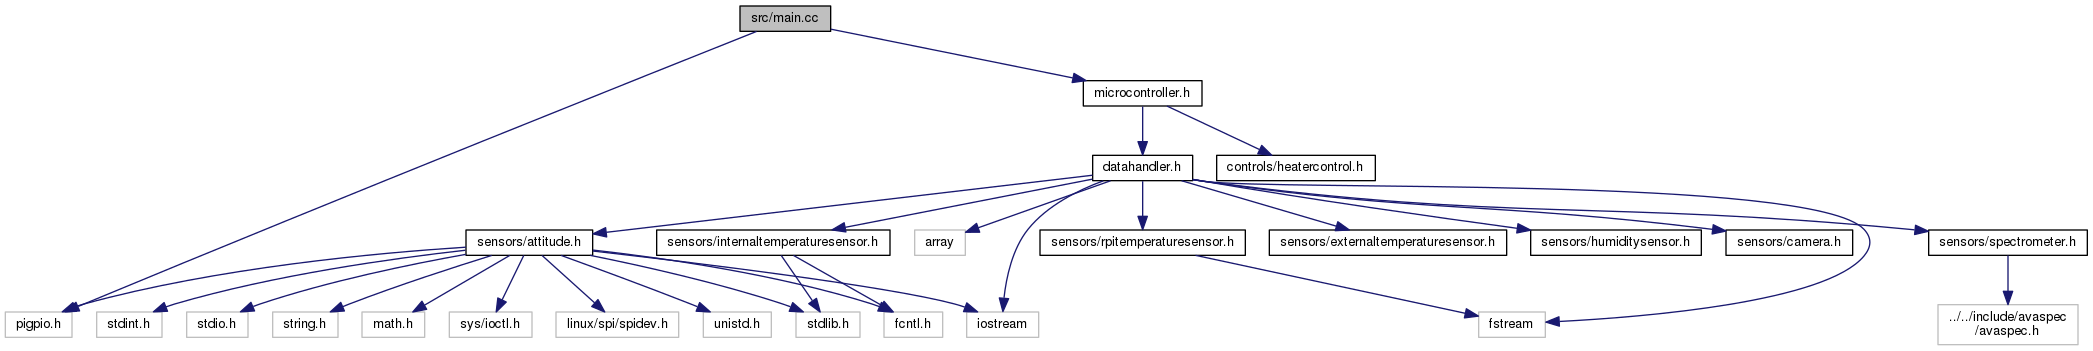 src/main.cc
microcontroller.h
datahandler.h
controls/heatercontrol.h
sensors/attitude.h
sensors/internaltemperaturesensor.h
array
sensors/rpitemperaturesensor.h
sensors/externaltemperaturesensor.h
sensors/humiditysensor.h
sensors/camera.h
sensors/spectrometer.h
pigpio.h
stdint.h
stdio.h
string.h
math.h
sys/ioctl.h
linux/spi/spidev.h
unistd.h
stdlib.h
fcntl.h
iostream
fstream
../../include/avaspec
/avaspec.h